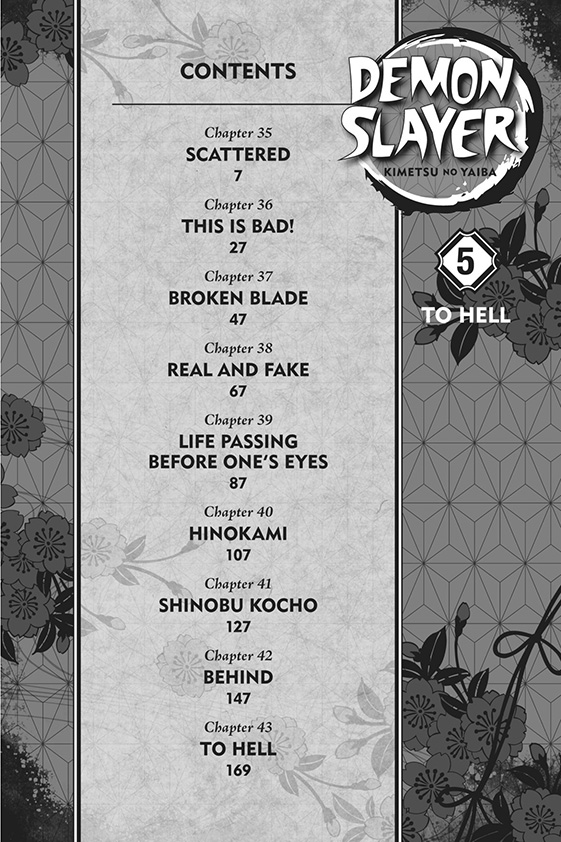 CONTENTS
Chapter 35
SCATTERED
7
Chapter 36
THIS IS BAD!
27
Chapter 37
BROKEN BLADE
47
Chapter 38
REAL AND FAKE
67
Chapter 39
LIFE PASSING
BEFORE ONE'S EYES
87
Chapter 40
HINOKAMI
107
Chapter 41
SHINOBU KOCHO
127
Chapter 42
BEHIND
147
Chapter 43
TO HELL
169
DEMON
SLAYER
KIMETSU NO YAIBA
5
TO HELL